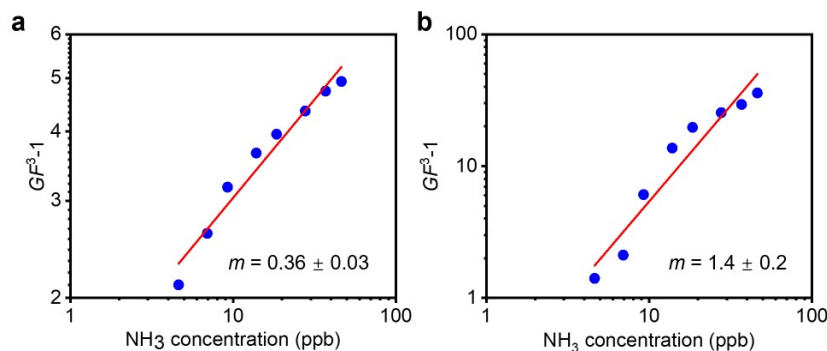 a
6
5
4
3
2
GF³-1
m = 0.36 ± 0.03
1
10
100
NH3 concentration (ppb)
b
100
10
1
GF³-1
m = 1.4 ± 0.2
1
10
100
NH₃ concentration (ppb)